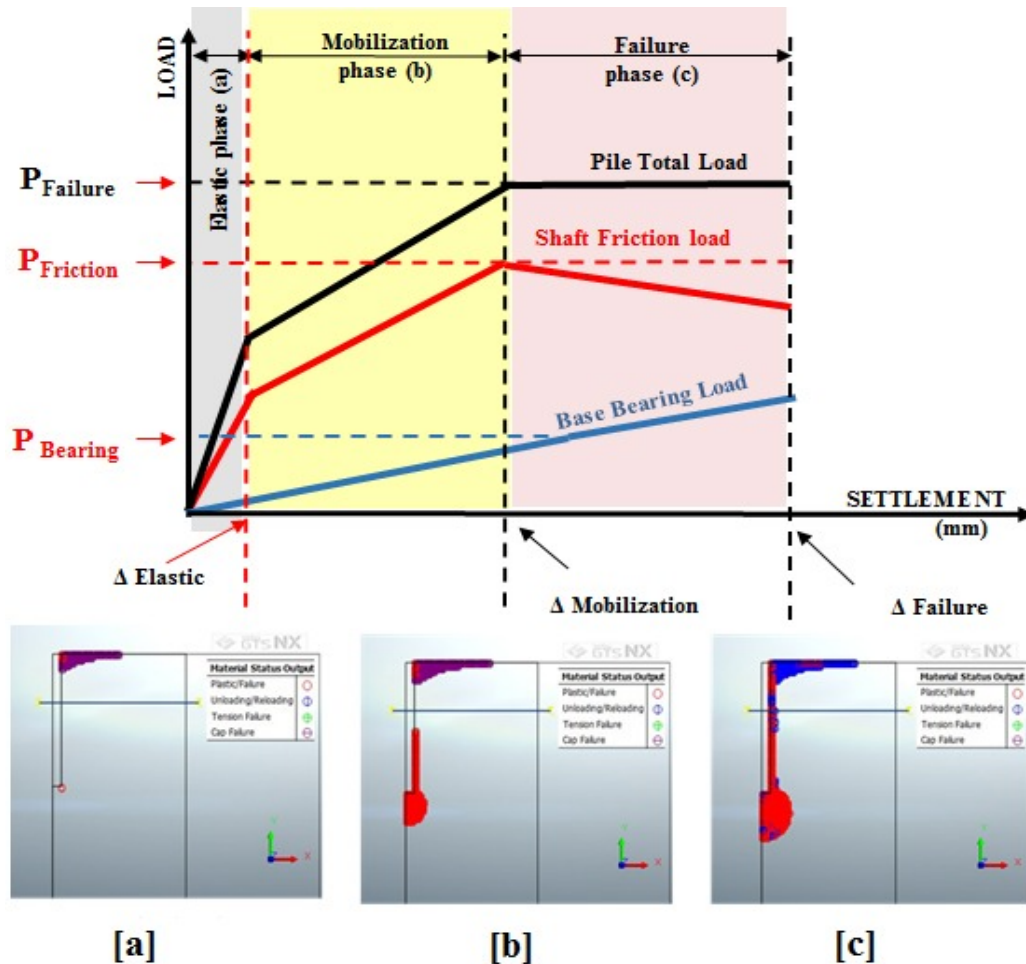 LOAD
Elastic phase (a)
Mobilization
phase (b)
Failure
phase (c)
P Failure
Pile Total Load
Shaft Friction load
P Friction
Base Bearing Load
P Bearing
SETTLEMENT
(mm)
Δ Elastic
Δ Mobilization
Δ Failure
GTS NX
Material Status Output
Plastic/Failure
Unloading/Reloading
Tension Failure
Cap Failure
Y
Z
X
GTS NX
Material Status Output
Plastic/Failure
Unloading/Reloading
Tension Failure
Cap Failure
Y
Z
X
GTS NX
Material Status Output
Plastic/Failure
Unloading/Reloading
Tension Failure
Cap Failure
Y
Z
X
[a]
[b]
[c]